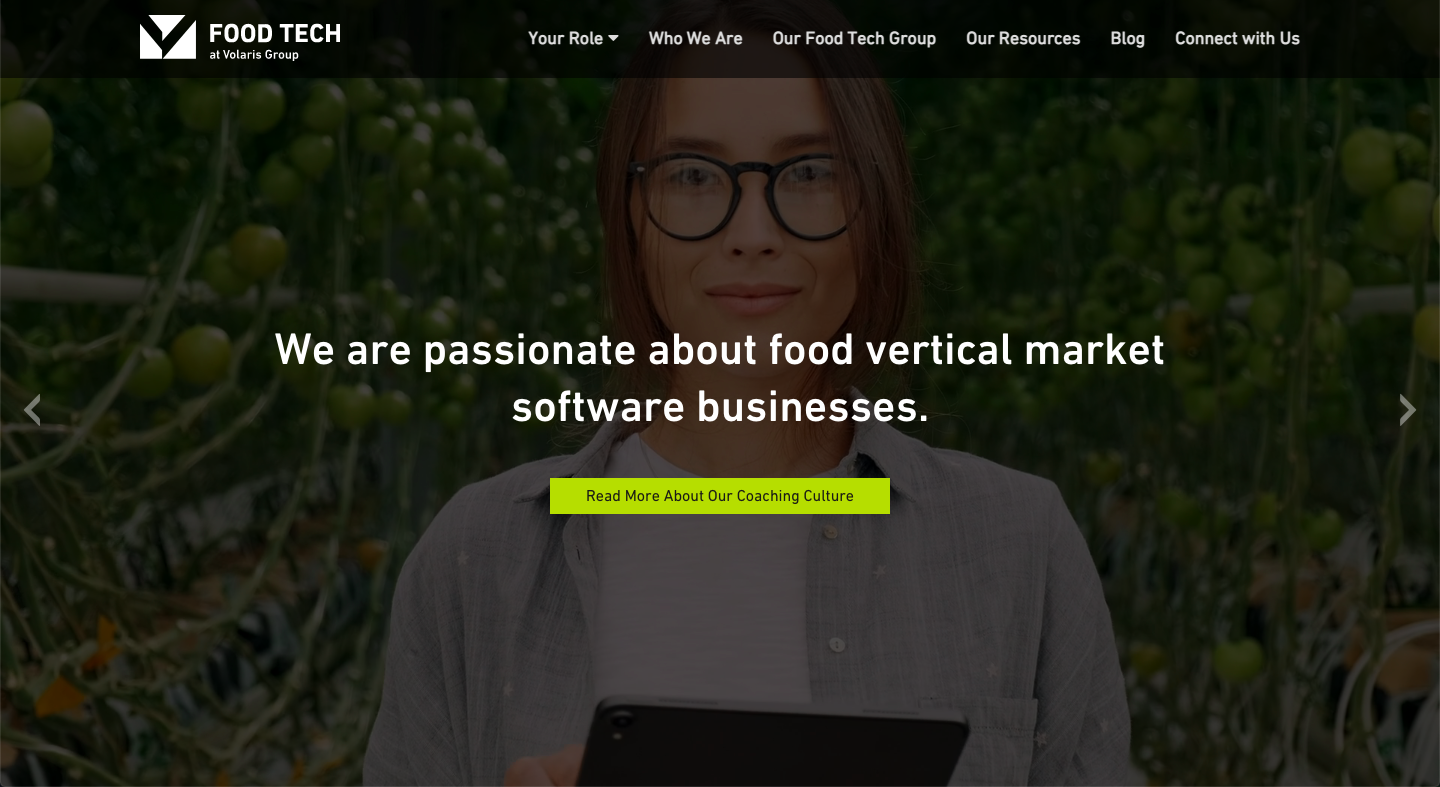 FOOD TECH
at Volaris Group
Your Role
Who We Are
Our Food Tech Group
Our Resources
Blog
Connect with Us
We are passionate about food vertical market
software businesses.
Read More About Our Coaching Culture